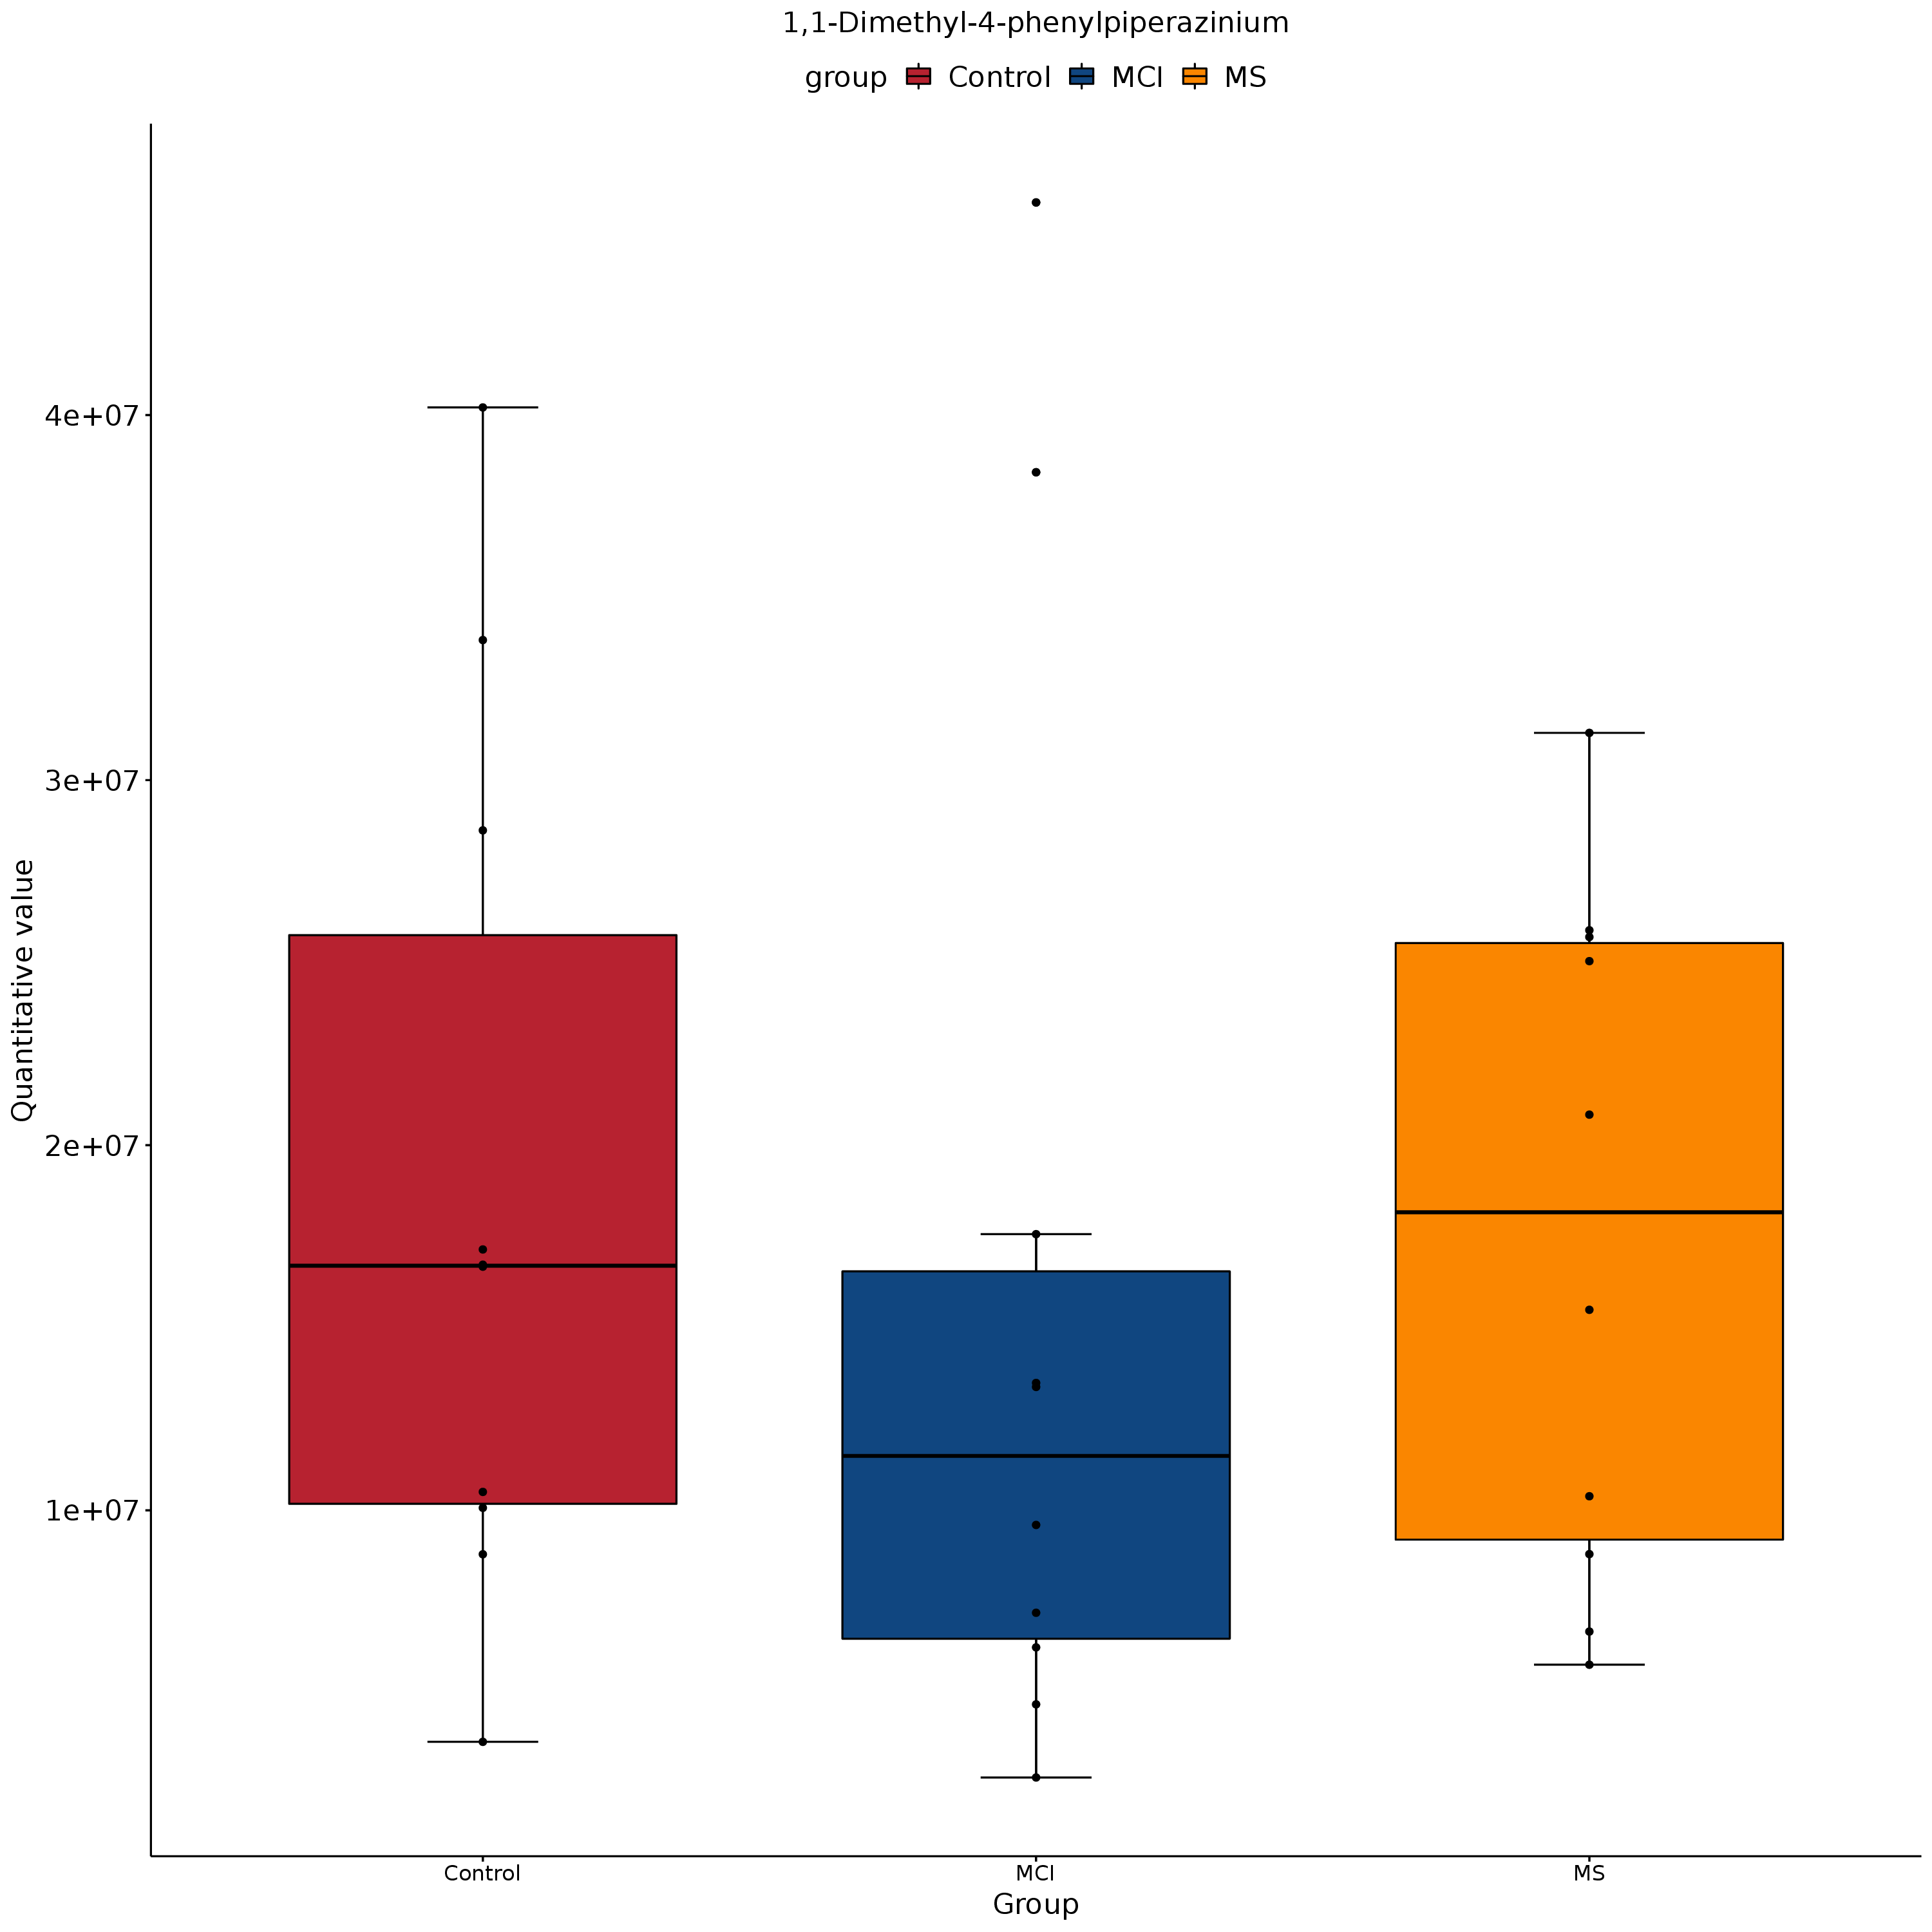 1,1-Dimethyl-4-phenylpiperazinium
group Control MCI MS
4e+07
3e+07
2e+07
1e+07
Quantitative value
Control MCI MS
Group